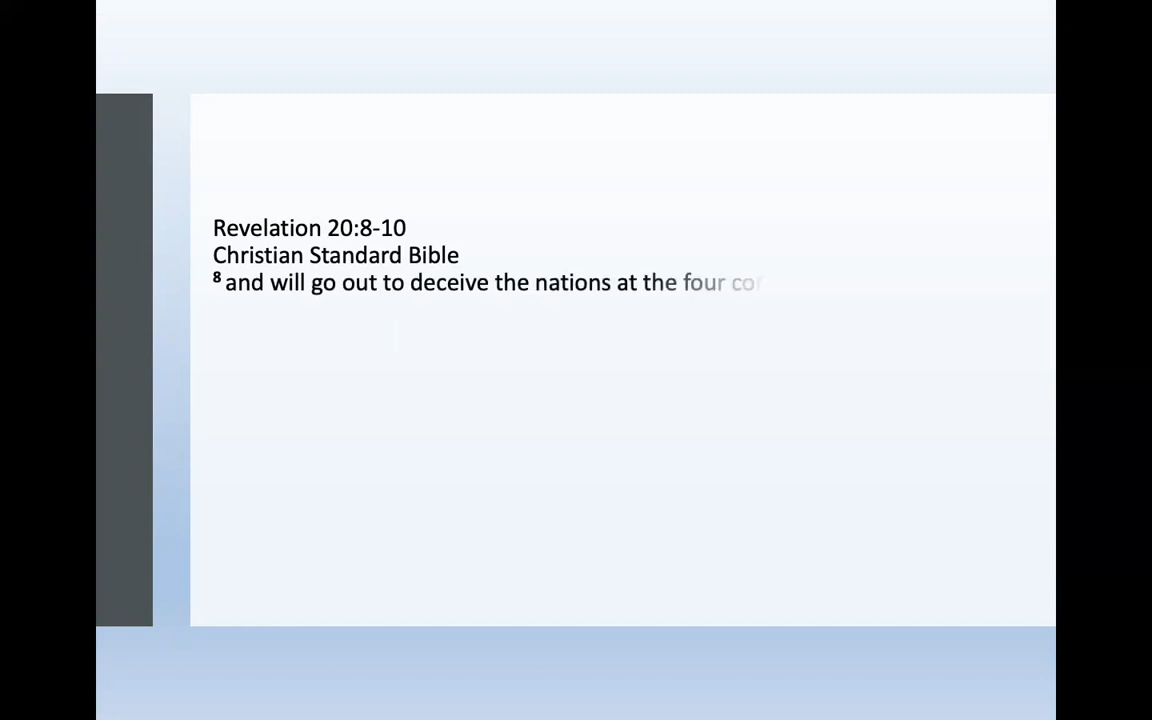 Revelation 20:8-10
Christian Standard Bible
⁸ and will go out to deceive the nations at the four cor